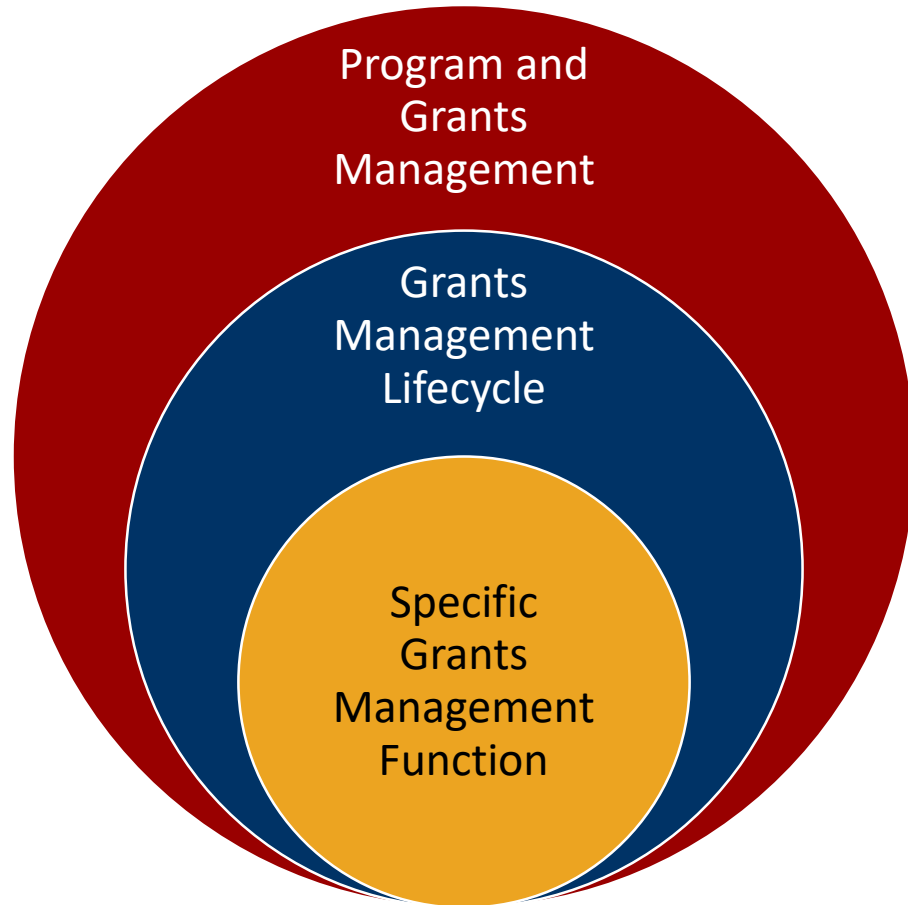 Program and
Grants
Management
Grants
Management
Lifecycle
Specific
Grants
Management
Function